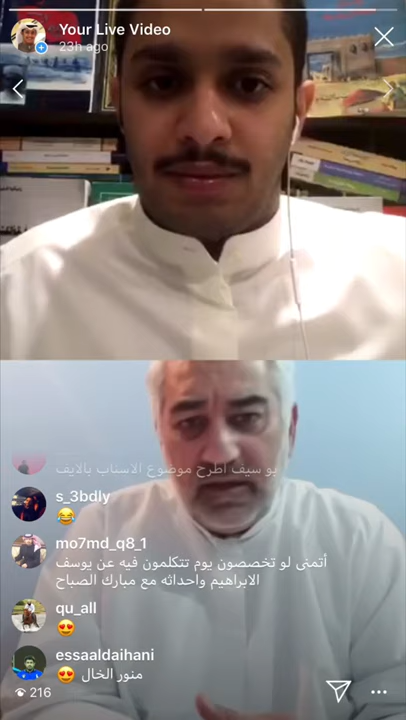 Your Live Video
23h ago
بو سيف اطرح موضوع الاسناب بالايف
s_3bdly
😂
mo7md_q8_1
أتمنى لو تخصصون يوم تتكلمون فيه عن يوسف
الابراهيم واحداثه مع مبارك الصباح
qu_all
😍
essaaldaihani
منور الخال 😍
216